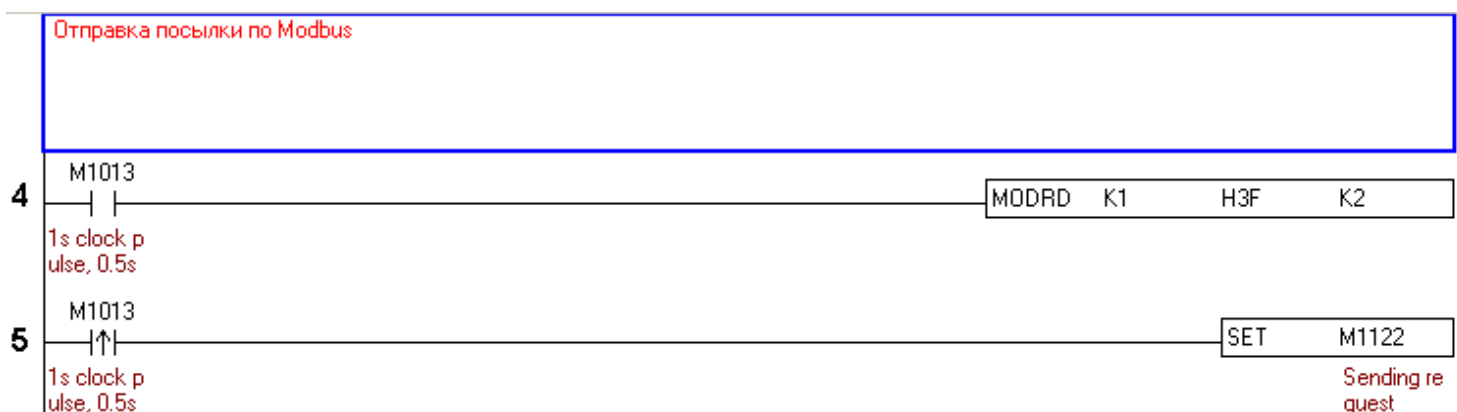 Отправка посылки по Modbus
M1013
4
MODRD K1 H3F K2
1s clock p
ulse, 0.5s
M1013
5
SET M1122
1s clock p
ulse, 0.5s
Sending re
quest